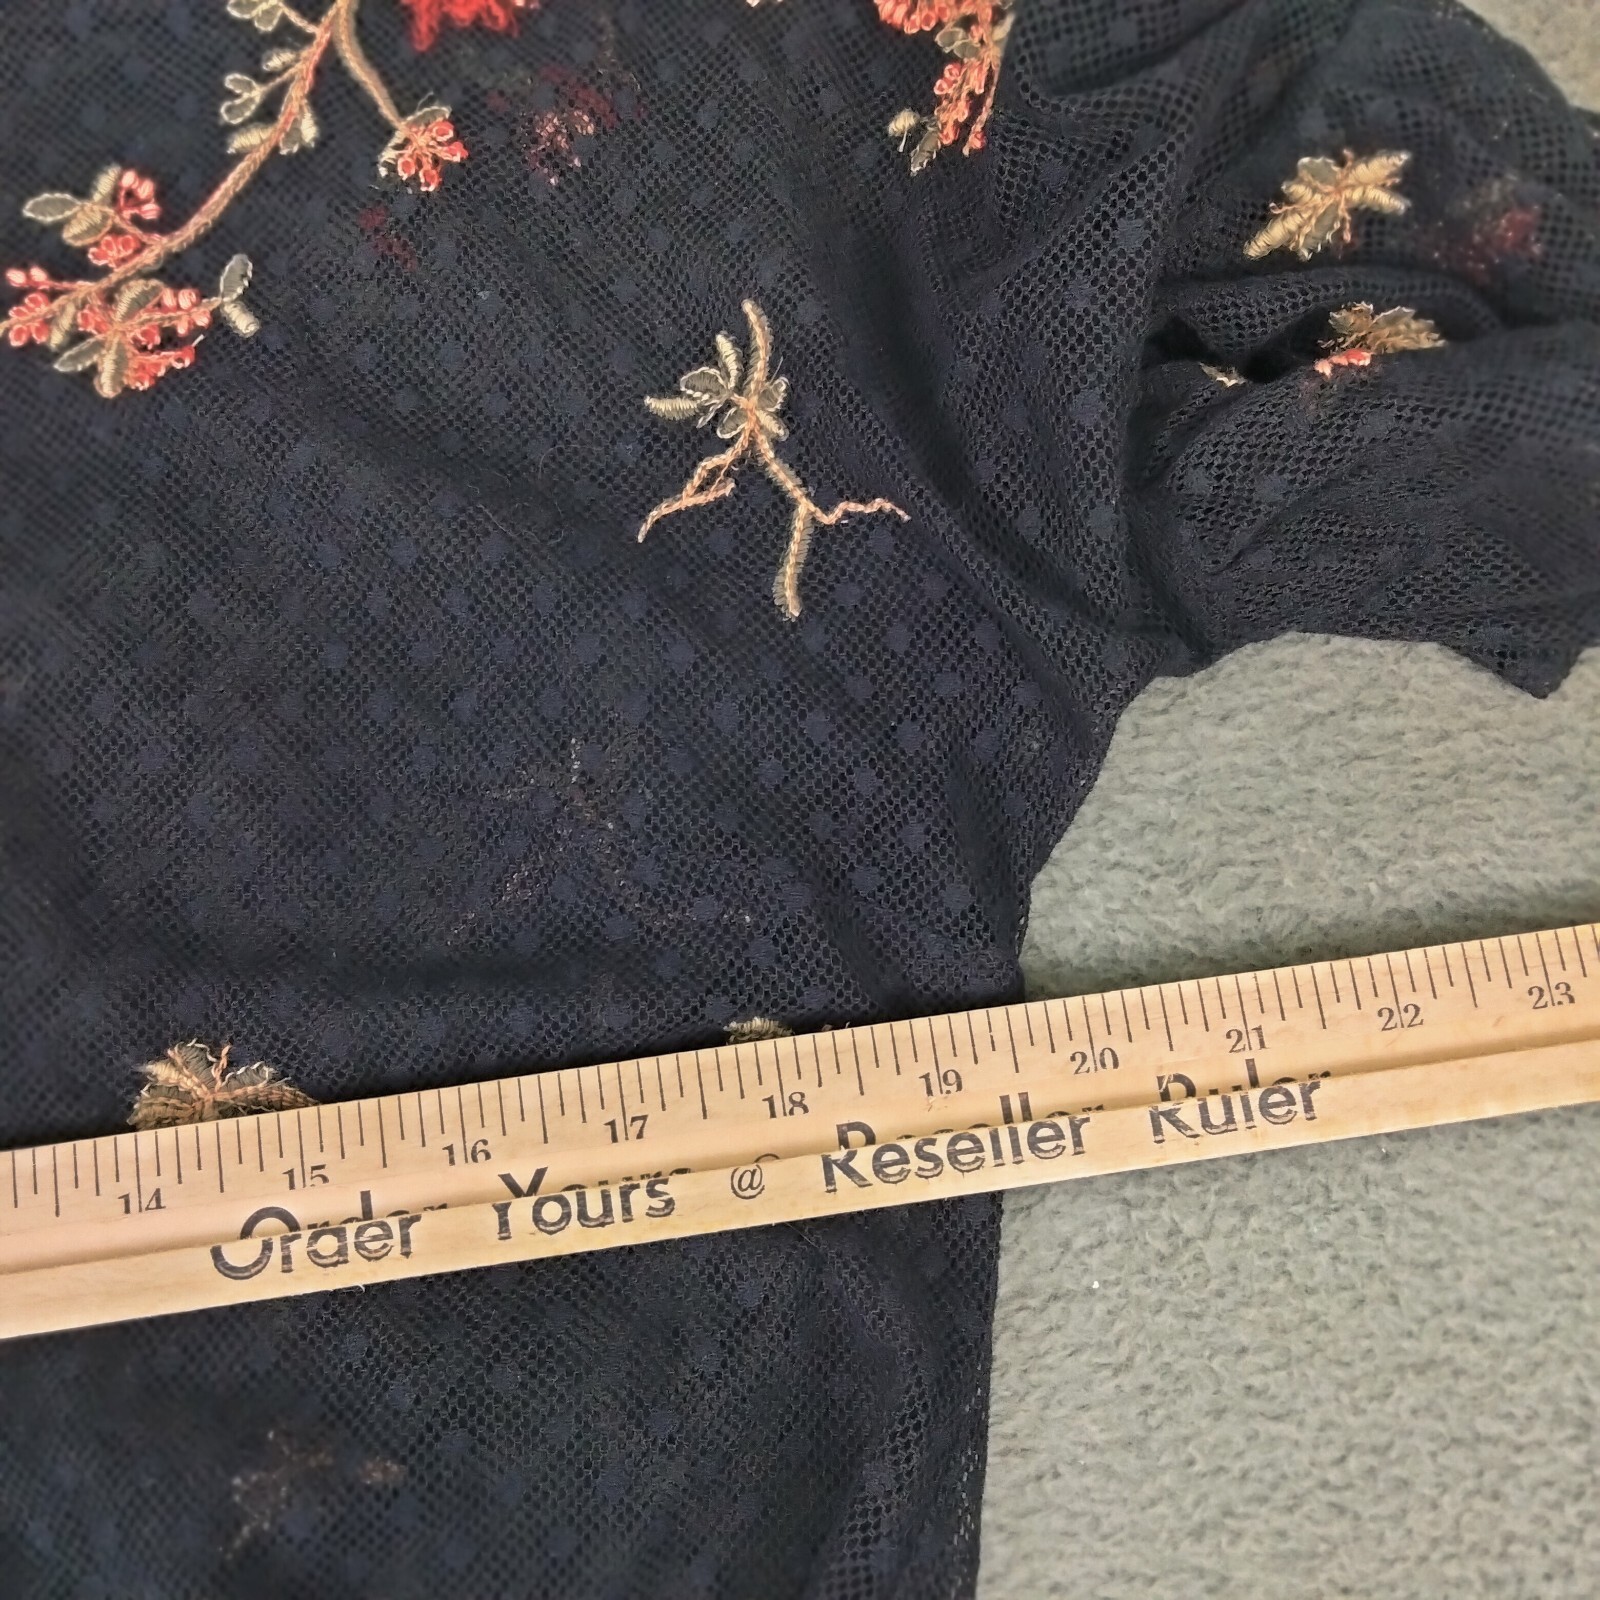 14 15 16 17 18 19 20 21 22 23
Order Yours @ Reseller Ruler